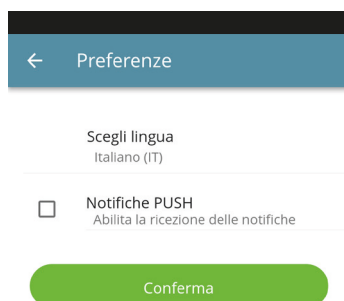 Preferenze
Scegli lingua
Italiano (IT)
Notifiche PUSH
Abilita la ricezione delle notifiche
Conferma